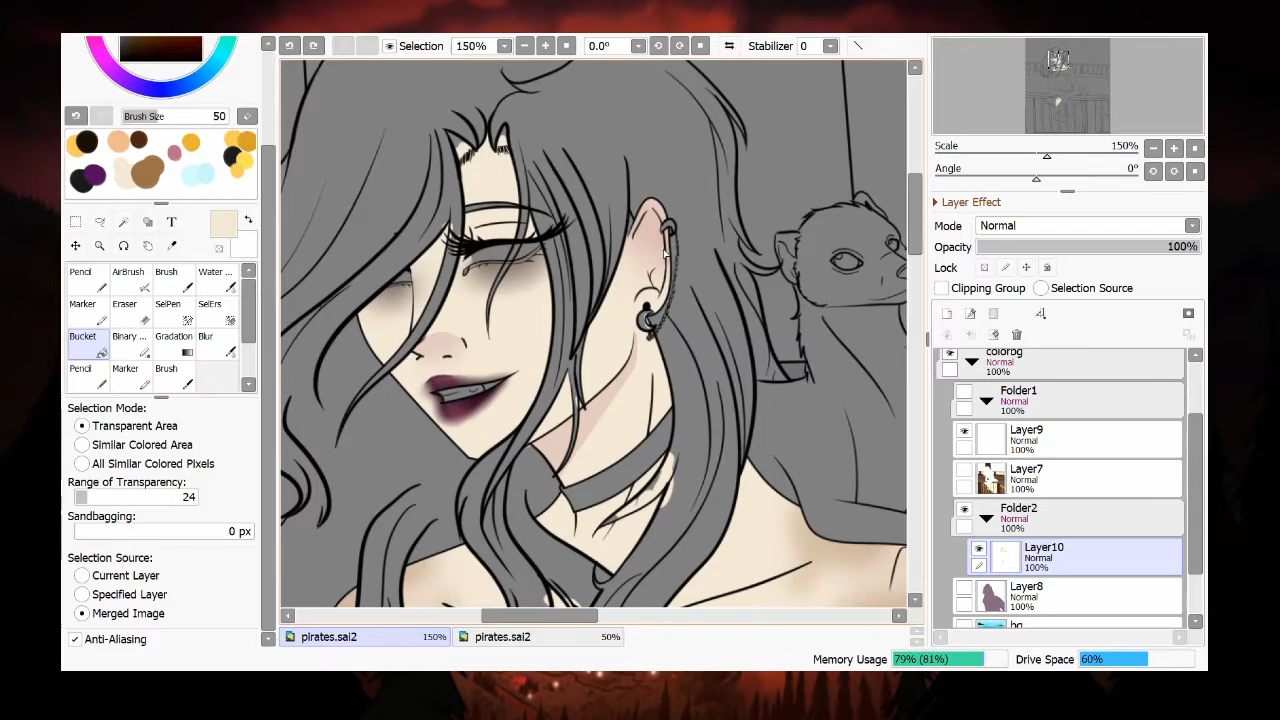 Selection 150% 0.0° Stabilizer 0
Brush Size 50
T
Pencil AirBrush Brush Water ...
Marker Eraser SelPen SelErs
Bucket Binary ... Gradation Blur
Pencil Marker Brush
Selection Mode:
Transparent Area
Similar Colored Area
All Similar Colored Pixels
Range of Transparency:
24
Sandbagging:
0 px
Selection Source:
Current Layer
Specified Layer
Merged Image
Anti-Aliasing
pirates.sai2 150% pirates.sai2 50%
Scale 150%
Angle 0°
Layer Effect
Mode Normal
Opacity 100%
Lock
Clipping Group Selection Source
colorbg
Normal
100%
Folder1
Normal
100%
Layer9
Normal
100%
Layer7
Normal
100%
Folder2
Normal
100%
Layer10
Normal
100%
Layer8
Normal
100%
bg
Memory Usage 79% (81%) Drive Space 60%